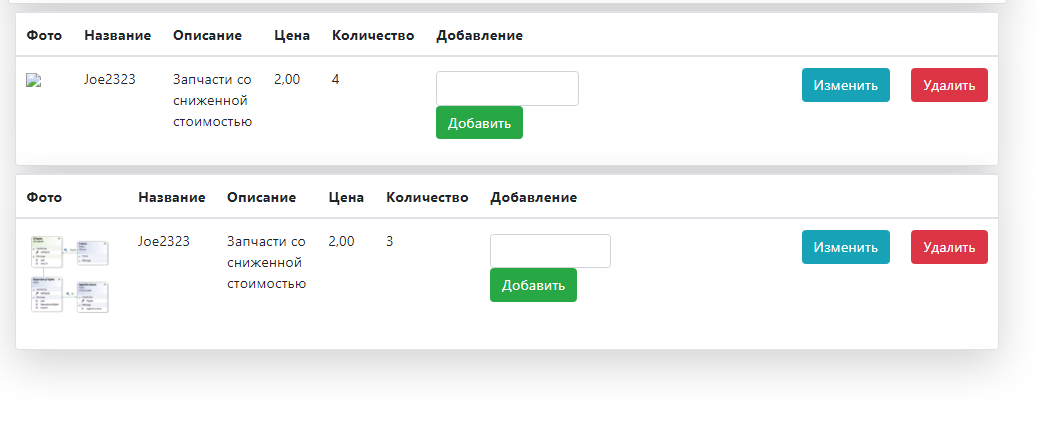 Фото Название Описание Цена Количество Добавление
Joe2323 Запчасти со 2,00 4 Изменить Удалить
сниженной
стоимостью
Добавить
Фото Название Описание Цена Количество Добавление
Joe2323 Запчасти со 2,00 3 Изменить Удалить
сниженной
стоимостью
Добавить